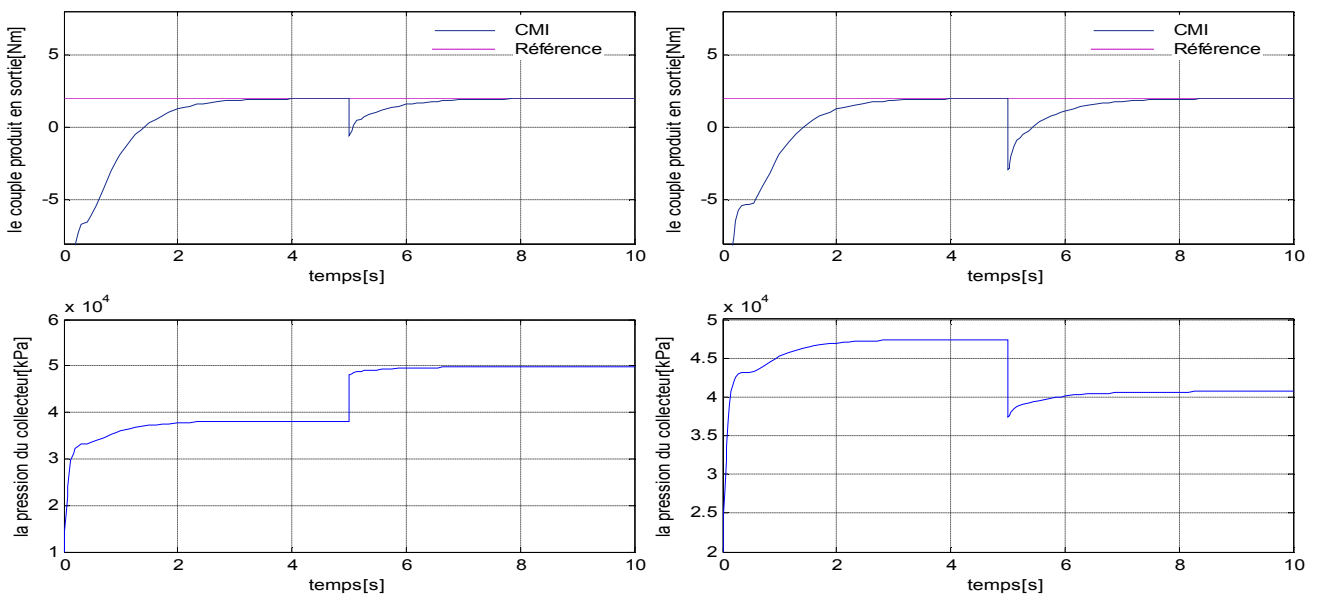 le couple produit en sortie[Nm]
5
0
-5
CMI
Référence
0 2 4 6 8 10
temps[s]
le couple produit en sortie[Nm]
5
0
-5
CMI
Référence
0 2 4 6 8 10
temps[s]
x 10^4
la pression du collecteur[kPa]
6
5
4
3
2
1
0 2 4 6 8 10
temps[s]
x 10^4
la pression du collecteur[kPa]
5
4.5
4
3.5
3
2.5
2
0 2 4 6 8 10
temps[s]